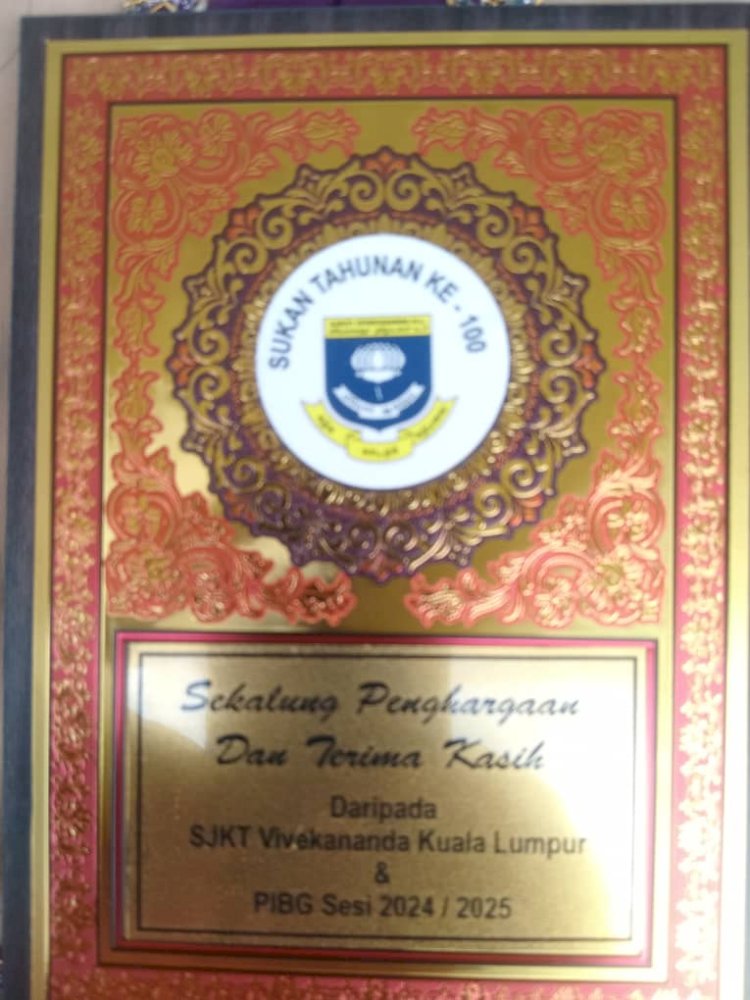 SUKAN TAHUNAN KE - 100
Sekalung Penghargaan
Dan Terima Kasih
Daripada
SJKT Vivekananda Kuala Lumpur
&
PIBG Sesi 2024 / 2025